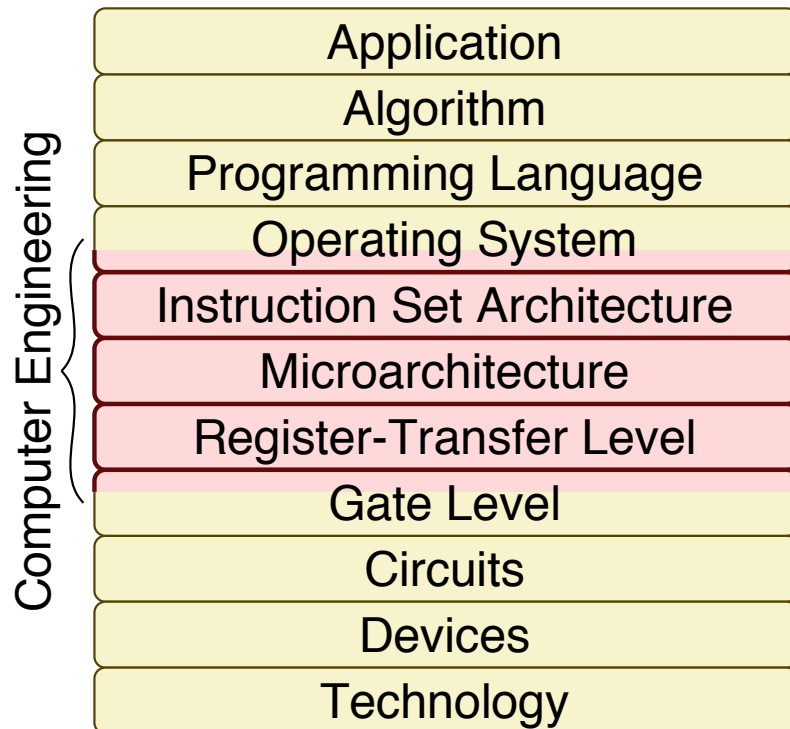 Computer Engineering
Application
Algorithm
Programming Language
Operating System
Instruction Set Architecture
Microarchitecture
Register-Transfer Level
Gate Level
Circuits
Devices
Technology